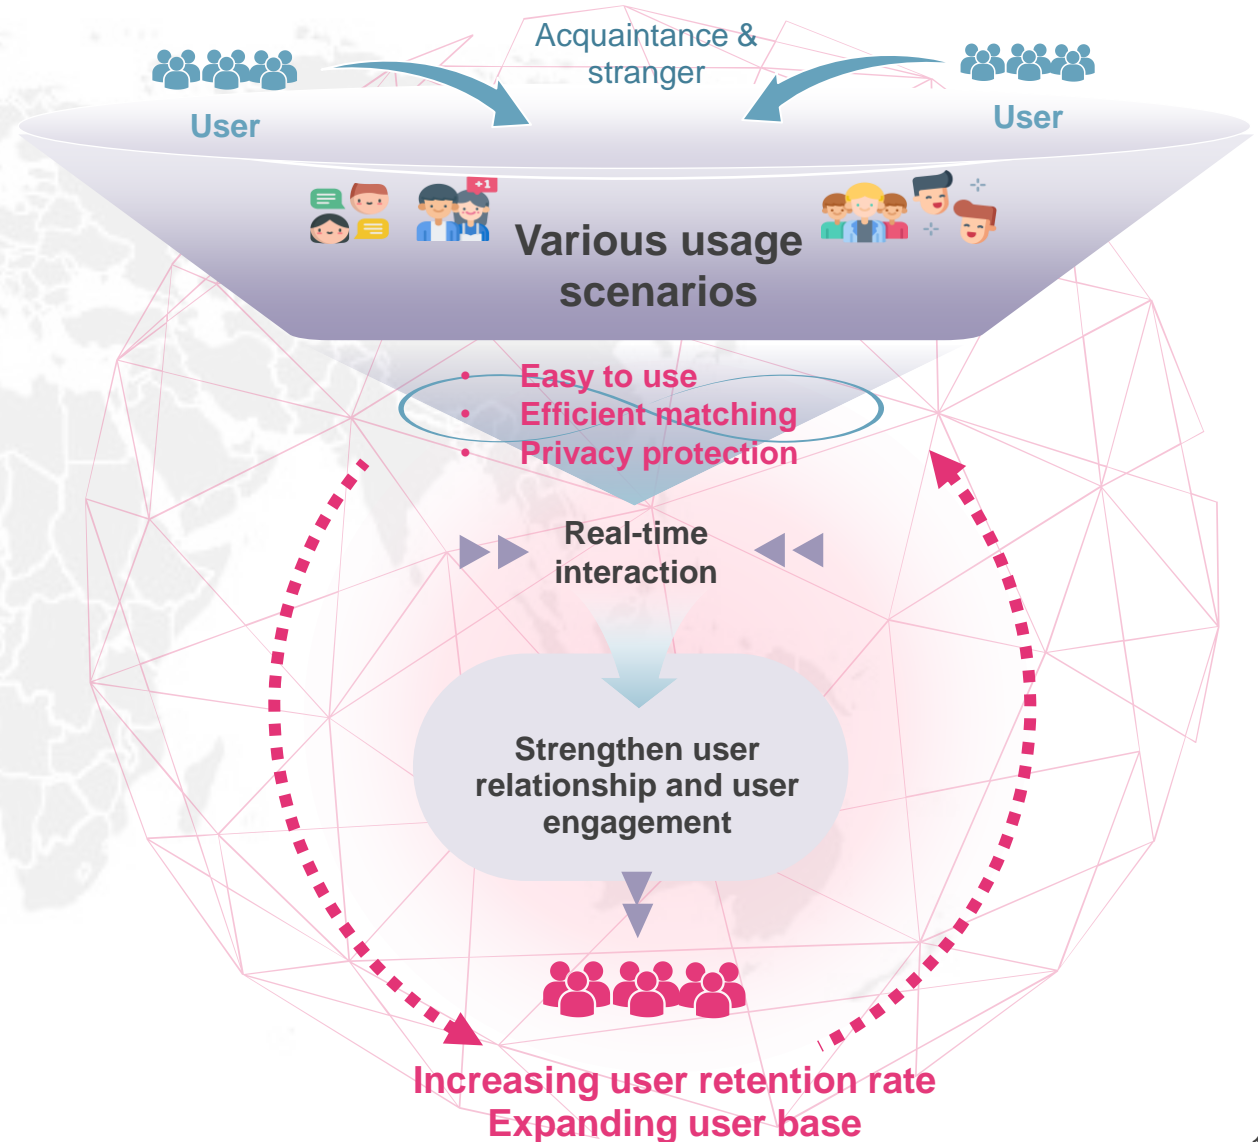 Acquaintance &
stranger
User
User
+1
Various usage
scenarios
• Easy to use
• Efficient matching
• Privacy protection
Real-time
interaction
Strengthen user
relationship and user
engagement
Increasing user retention rate
Expanding user base